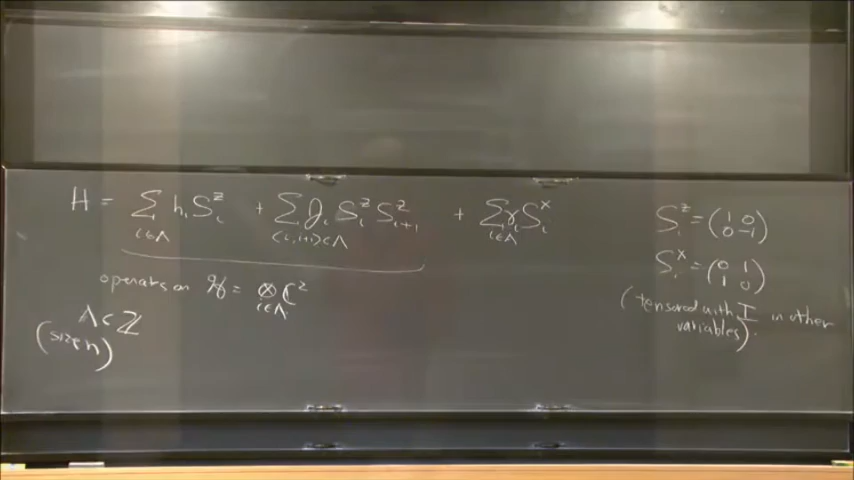 H = Σ_{i∈Λ} h_i S_i^z + Σ_{<i,i+1>⊂Λ} J_i S_i^z S_{i+1}^z + Σ_{i∈Λ} γ_i S_i^x
operates on ℋ = ⊗_{i∈Λ} ℂ²
Λ ⊂ ℤ
(size n)
S_i^z = (1 0
0 −1)
S_i^x = (0 1
1 0)
(tensored with I in other
variables).